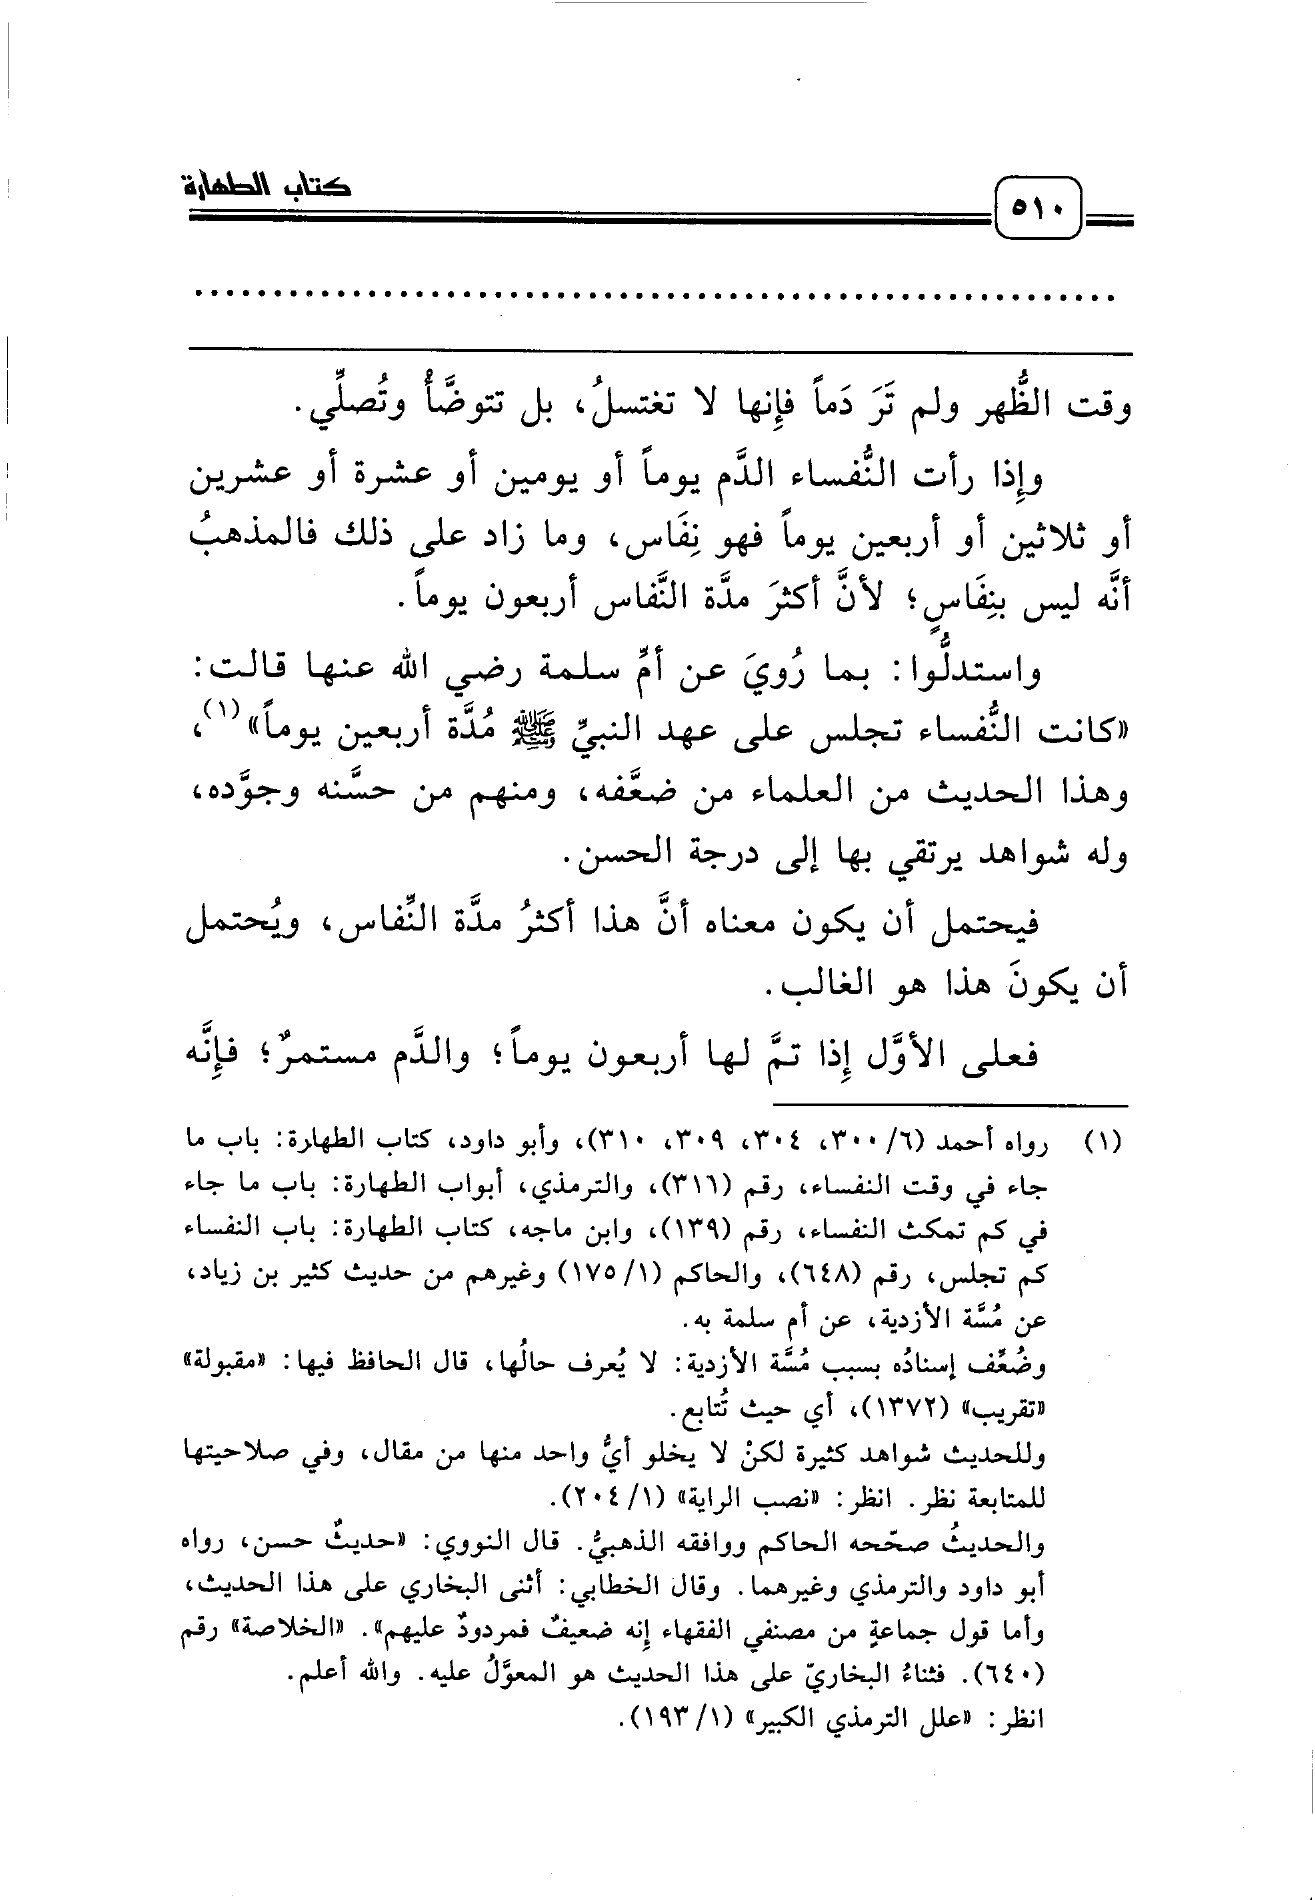 كتاب الطهارة
٥١٠
وقت الظُّهر ولم تَرَ دَماً فإِنها لا تغتسلُ، بل تتوضَّأُ وتُصلِّي.
وإِذا رأت النُّفساء الدَّم يوماً أو يومين أو عشرة أو عشرين
أو ثلاثين أو أربعين يوماً فهو نِفَاس، وما زاد على ذلك فالمذهبُ
أنَّه ليس بنِفَاسٍ؛ لأنَّ أكثرَ مدَّة النَّفاس أربعون يوماً.
واستدلُّوا: بما رُويَ عن أمِّ سلمة رضي الله عنها قالت:
«كانت النُّفساء تجلس على عهد النبيِّ ﷺ مُدَّة أربعين يوماً»(١)،
وهذا الحديث من العلماء من ضعَّفه، ومنهم من حسَّنه وجوَّده،
وله شواهد يرتقي بها إلى درجة الحسن.
فيحتمل أن يكون معناه أنَّ هذا أكثرُ مدَّة النِّفاس، ويُحتمل
أن يكونَ هذا هو الغالب.
فعلى الأوَّل إِذا تمَّ لها أربعون يوماً؛ والدَّم مستمرٌ؛ فإِنَّه
(١) رواه أحمد (٦/ ٣٠٠، ٣٠٤، ٣٠٩، ٣١٠)، وأبو داود، كتاب الطهارة: باب ما
جاء في وقت النفساء، رقم (٣١١)، والترمذي، أبواب الطهارة: باب ما جاء
في كم تمكث النفساء، رقم (١٣٩)، وابن ماجه، كتاب الطهارة: باب النفساء
كم تجلس، رقم (٦٤٨)، والحاكم (١/ ١٧٥) وغيرهم من حديث كثير بن زياد،
عن مُسَّة الأزدية، عن أم سلمة به.
وضُعِّف إسنادُه بسبب مُسَّة الأزدية: لا يُعرف حالُها، قال الحافظ فيها: «مقبولة»
«تقريب» (١٣٧٢)، أي حيث تُتابع.
وللحديث شواهد كثيرة لكنْ لا يخلو أيُّ واحد منها من مقال، وفي صلاحيتها
للمتابعة نظر. انظر: «نصب الراية» (١/ ٢٠٤).
والحديثُ صحّحه الحاكم ووافقه الذهبيُّ. قال النووي: «حديثٌ حسن، رواه
أبو داود والترمذي وغيرهما. وقال الخطابي: أثنى البخاري على هذا الحديث،
وأما قول جماعةٍ من مصنفي الفقهاء إنه ضعيفٌ فمردودٌ عليهم». «الخلاصة» رقم
(٦٤٠). فثناءُ البخاريّ على هذا الحديث هو المعوَّلُ عليه. والله أعلم.
انظر: «علل الترمذي الكبير» (١/ ١٩٣).